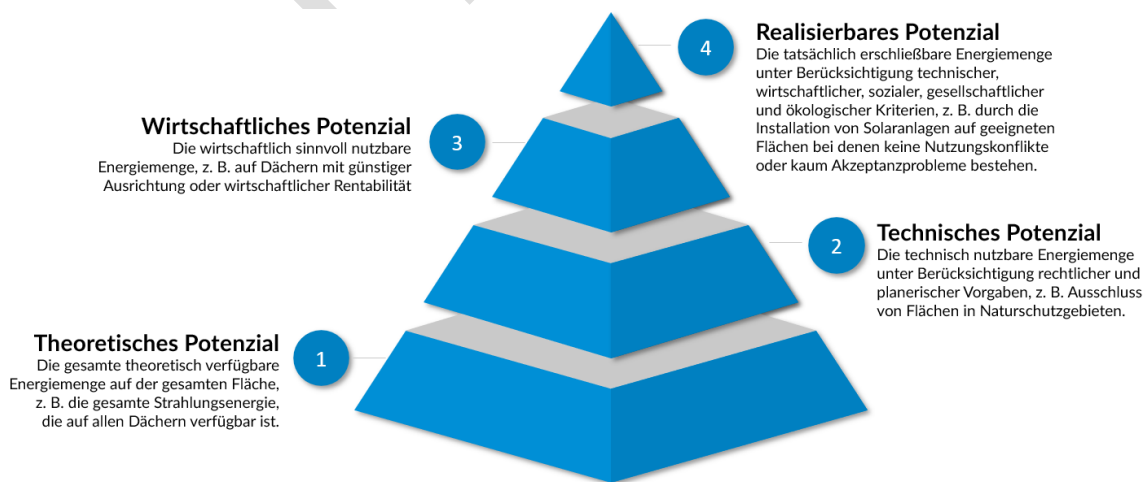 4
Realisierbares Potenzial
Die tatsächlich erschließbare Energiemenge
unter Berücksichtigung technischer,
wirtschaftlicher, sozialer, gesellschaftlicher
und ökologischer Kriterien, z. B. durch die
Installation von Solaranlagen auf geeigneten
Flächen bei denen keine Nutzungskonflikte
oder kaum Akzeptanzprobleme bestehen.
Wirtschaftliches Potenzial
3
Die wirtschaftlich sinnvoll nutzbare
Energiemenge, z. B. auf Dächern mit günstiger
Ausrichtung oder wirtschaftlicher Rentabilität
2
Technisches Potenzial
Die technisch nutzbare Energiemenge
unter Berücksichtigung rechtlicher und
planerischer Vorgaben, z. B. Ausschluss
von Flächen in Naturschutzgebieten.
Theoretisches Potenzial
1
Die gesamte theoretisch verfügbare
Energiemenge auf der gesamten Fläche,
z. B. die gesamte Strahlungsenergie,
die auf allen Dächern verfügbar ist.